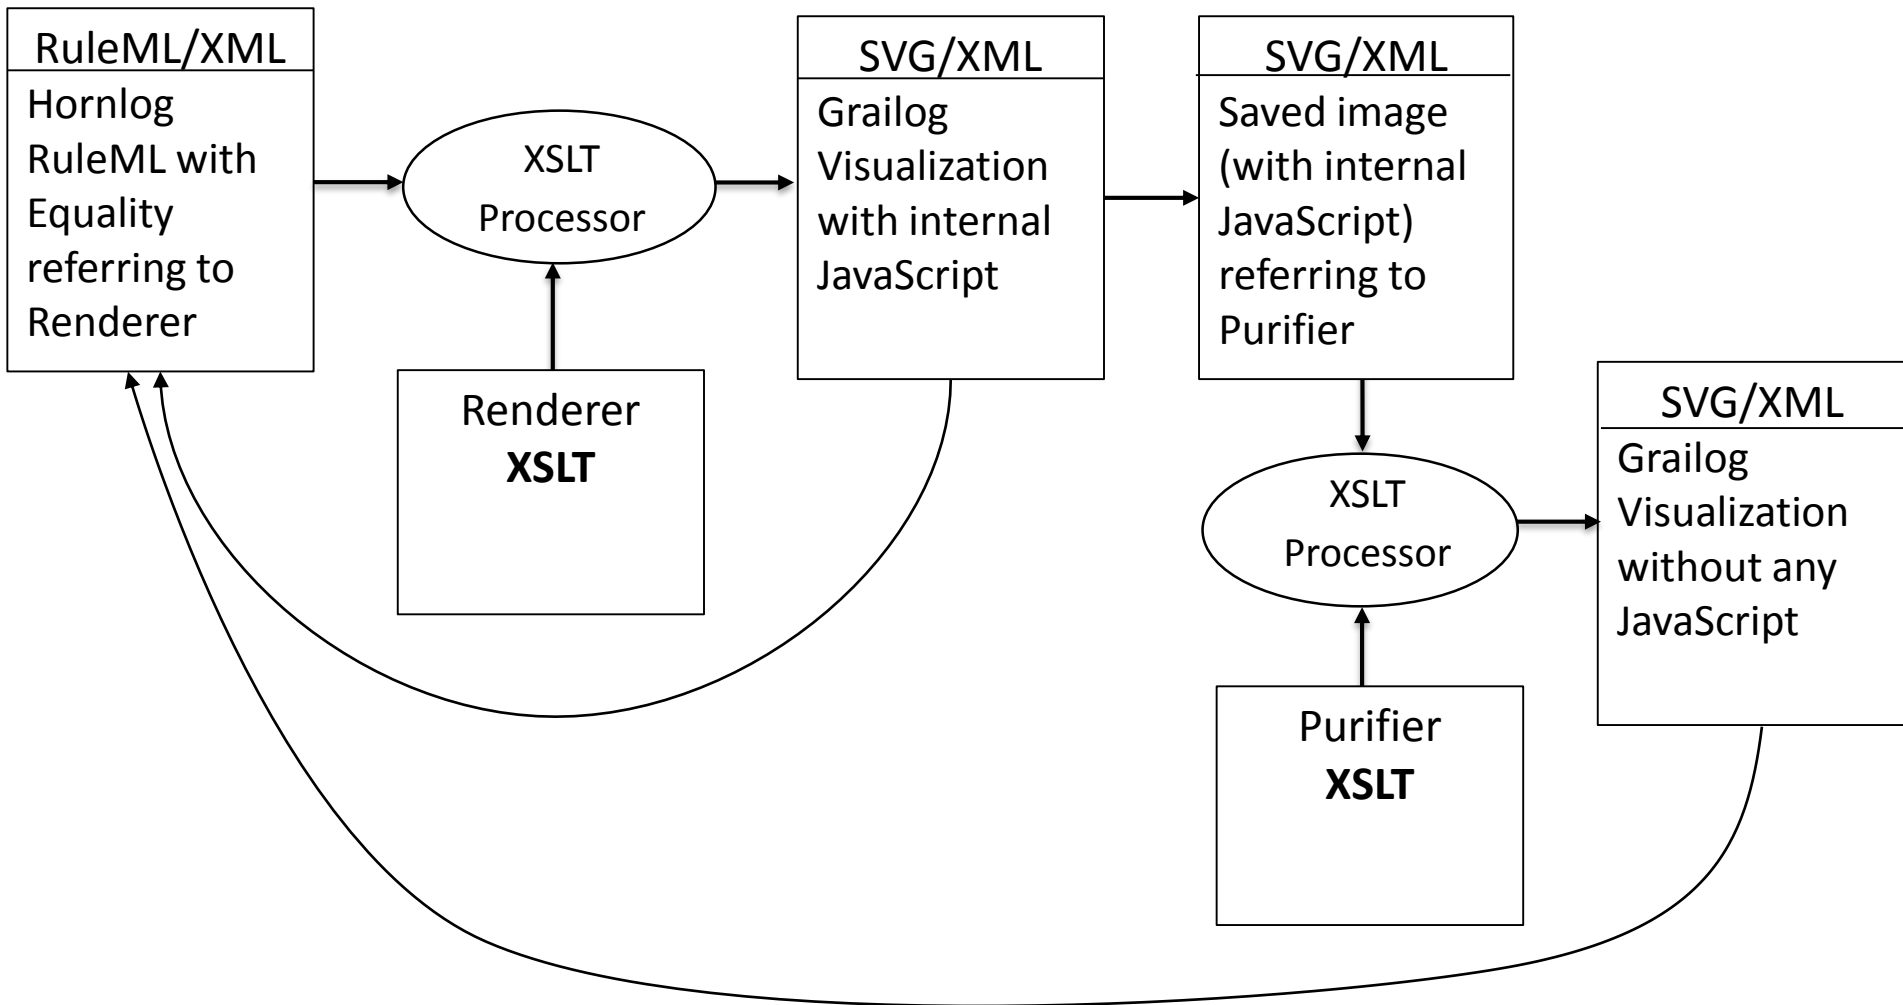 RuleML/XML
Hornlog
RuleML with
Equality
referring to
Renderer
XSLT
Processor
Renderer
XSLT
SVG/XML
Grailog
Visualization
with internal
JavaScript
SVG/XML
Saved image
(with internal
JavaScript)
referring to
Purifier
XSLT
Processor
Purifier
XSLT
SVG/XML
Grailog
Visualization
without any
JavaScript